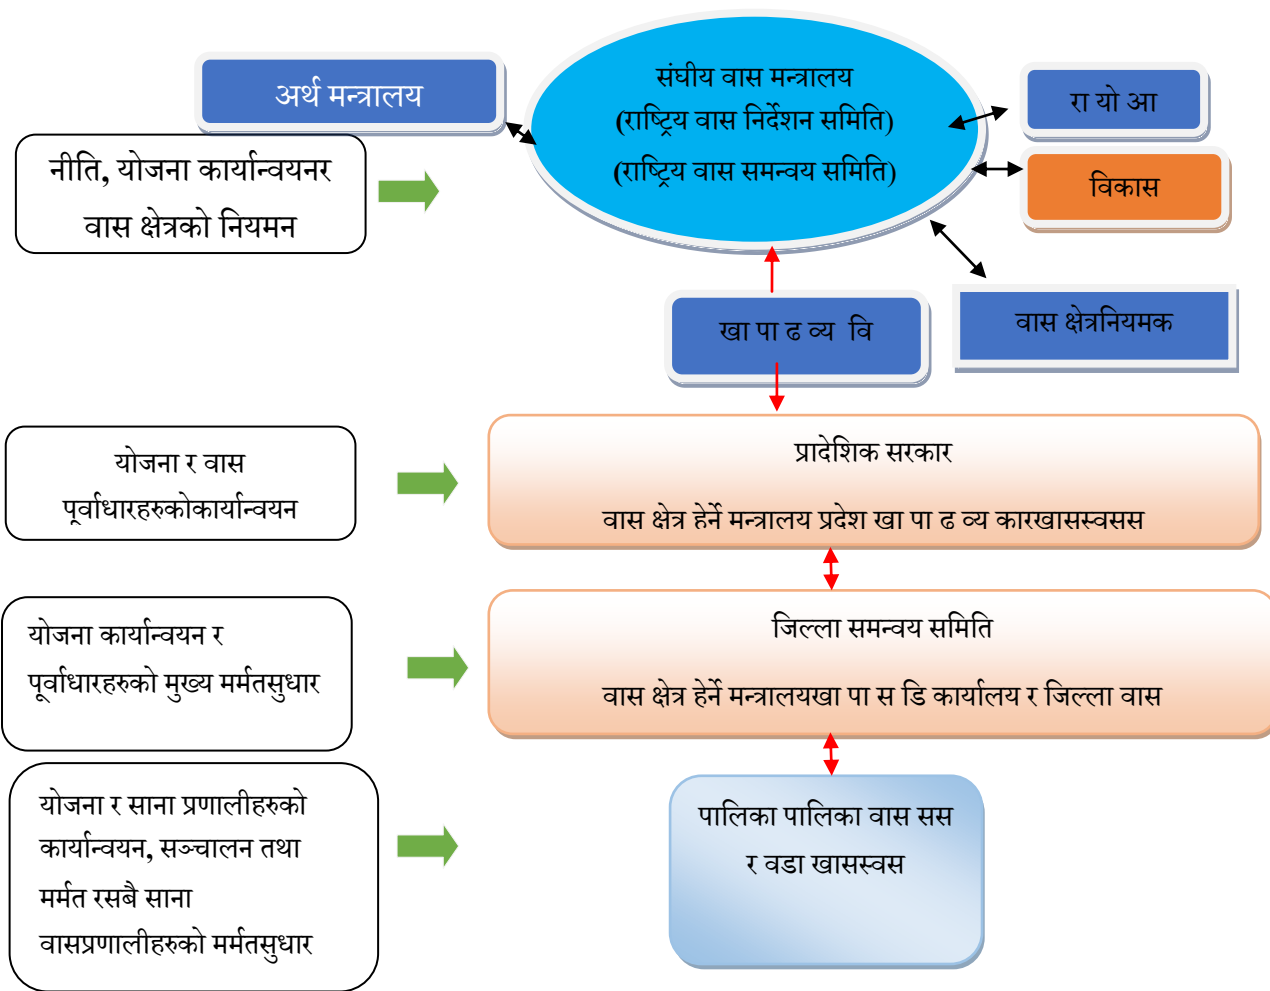 अर्थ मन्त्रालय
संघीय वास मन्त्रालय
(राष्ट्रिय वास निर्देशन समिति)
(राष्ट्रिय वास समन्वय समिति)
रा यो आ
विकास
नीति, योजना कार्यान्वयनर
वास क्षेत्रको नियमन
खा पा ढ व्य वि
वास क्षेत्रनियमक
योजना र वास
पूर्वाधारहरुकोकार्यान्वयन
प्रादेशिक सरकार
वास क्षेत्र हेर्ने मन्त्रालय प्रदेश खा पा ढ व्य कारखासस्वसस
योजना कार्यान्वयन र
पूर्वाधारहरुको मुख्य मर्मतसुधार
जिल्ला समन्वय समिति
वास क्षेत्र हेर्ने मन्त्रालयखा पा स डि कार्यालय र जिल्ला वास
योजना र साना प्रणालीहरुको
कार्यान्वयन, सञ्चालन तथा
मर्मत रसबै साना
वासप्रणालीहरुको मर्मतसुधार
पालिका पालिका वास सस
र वडा खासस्वस